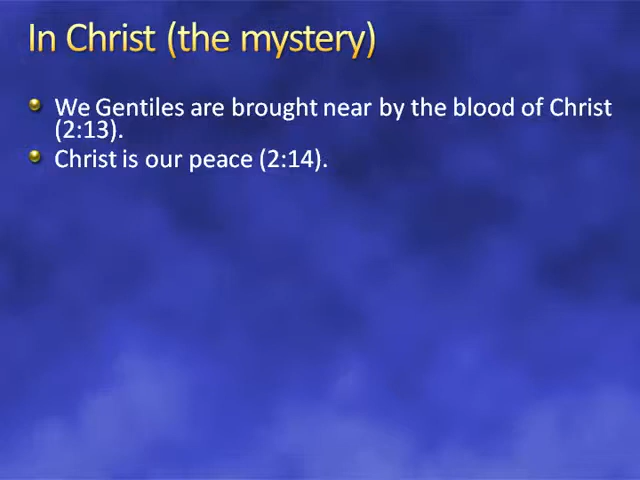 In Christ (the mystery)
We Gentiles are brought near by the blood of Christ
(2:13).
Christ is our peace (2:14).